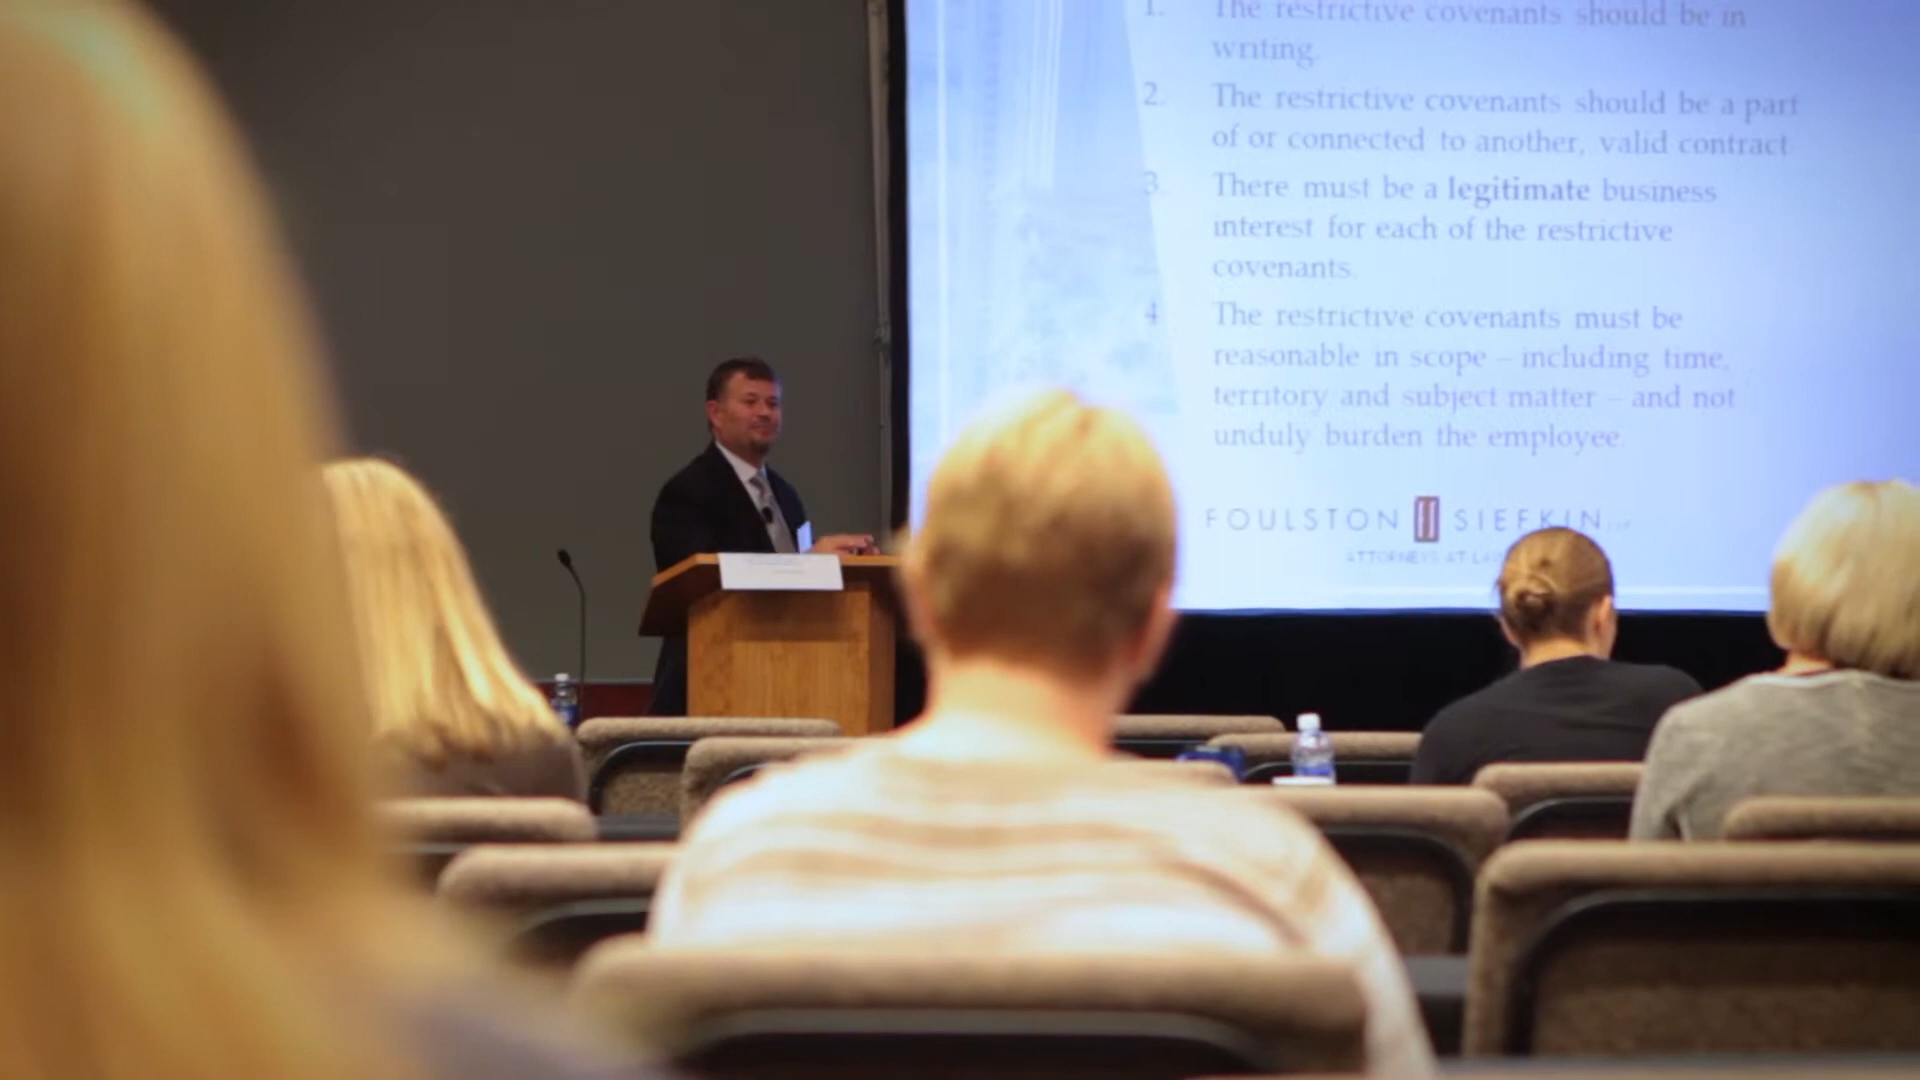 1. The restrictive covenants should be in
writing.
2. The restrictive covenants should be a part
of or connected to another, valid contract
3. There must be a legitimate business
interest for each of the restrictive
covenants.
4 The restrictive covenants must be
reasonable in scope – including time,
territory and subject matter – and not
unduly burden the employee
FOULSTON SIEFKIN
ATTORNEYS AT LAW